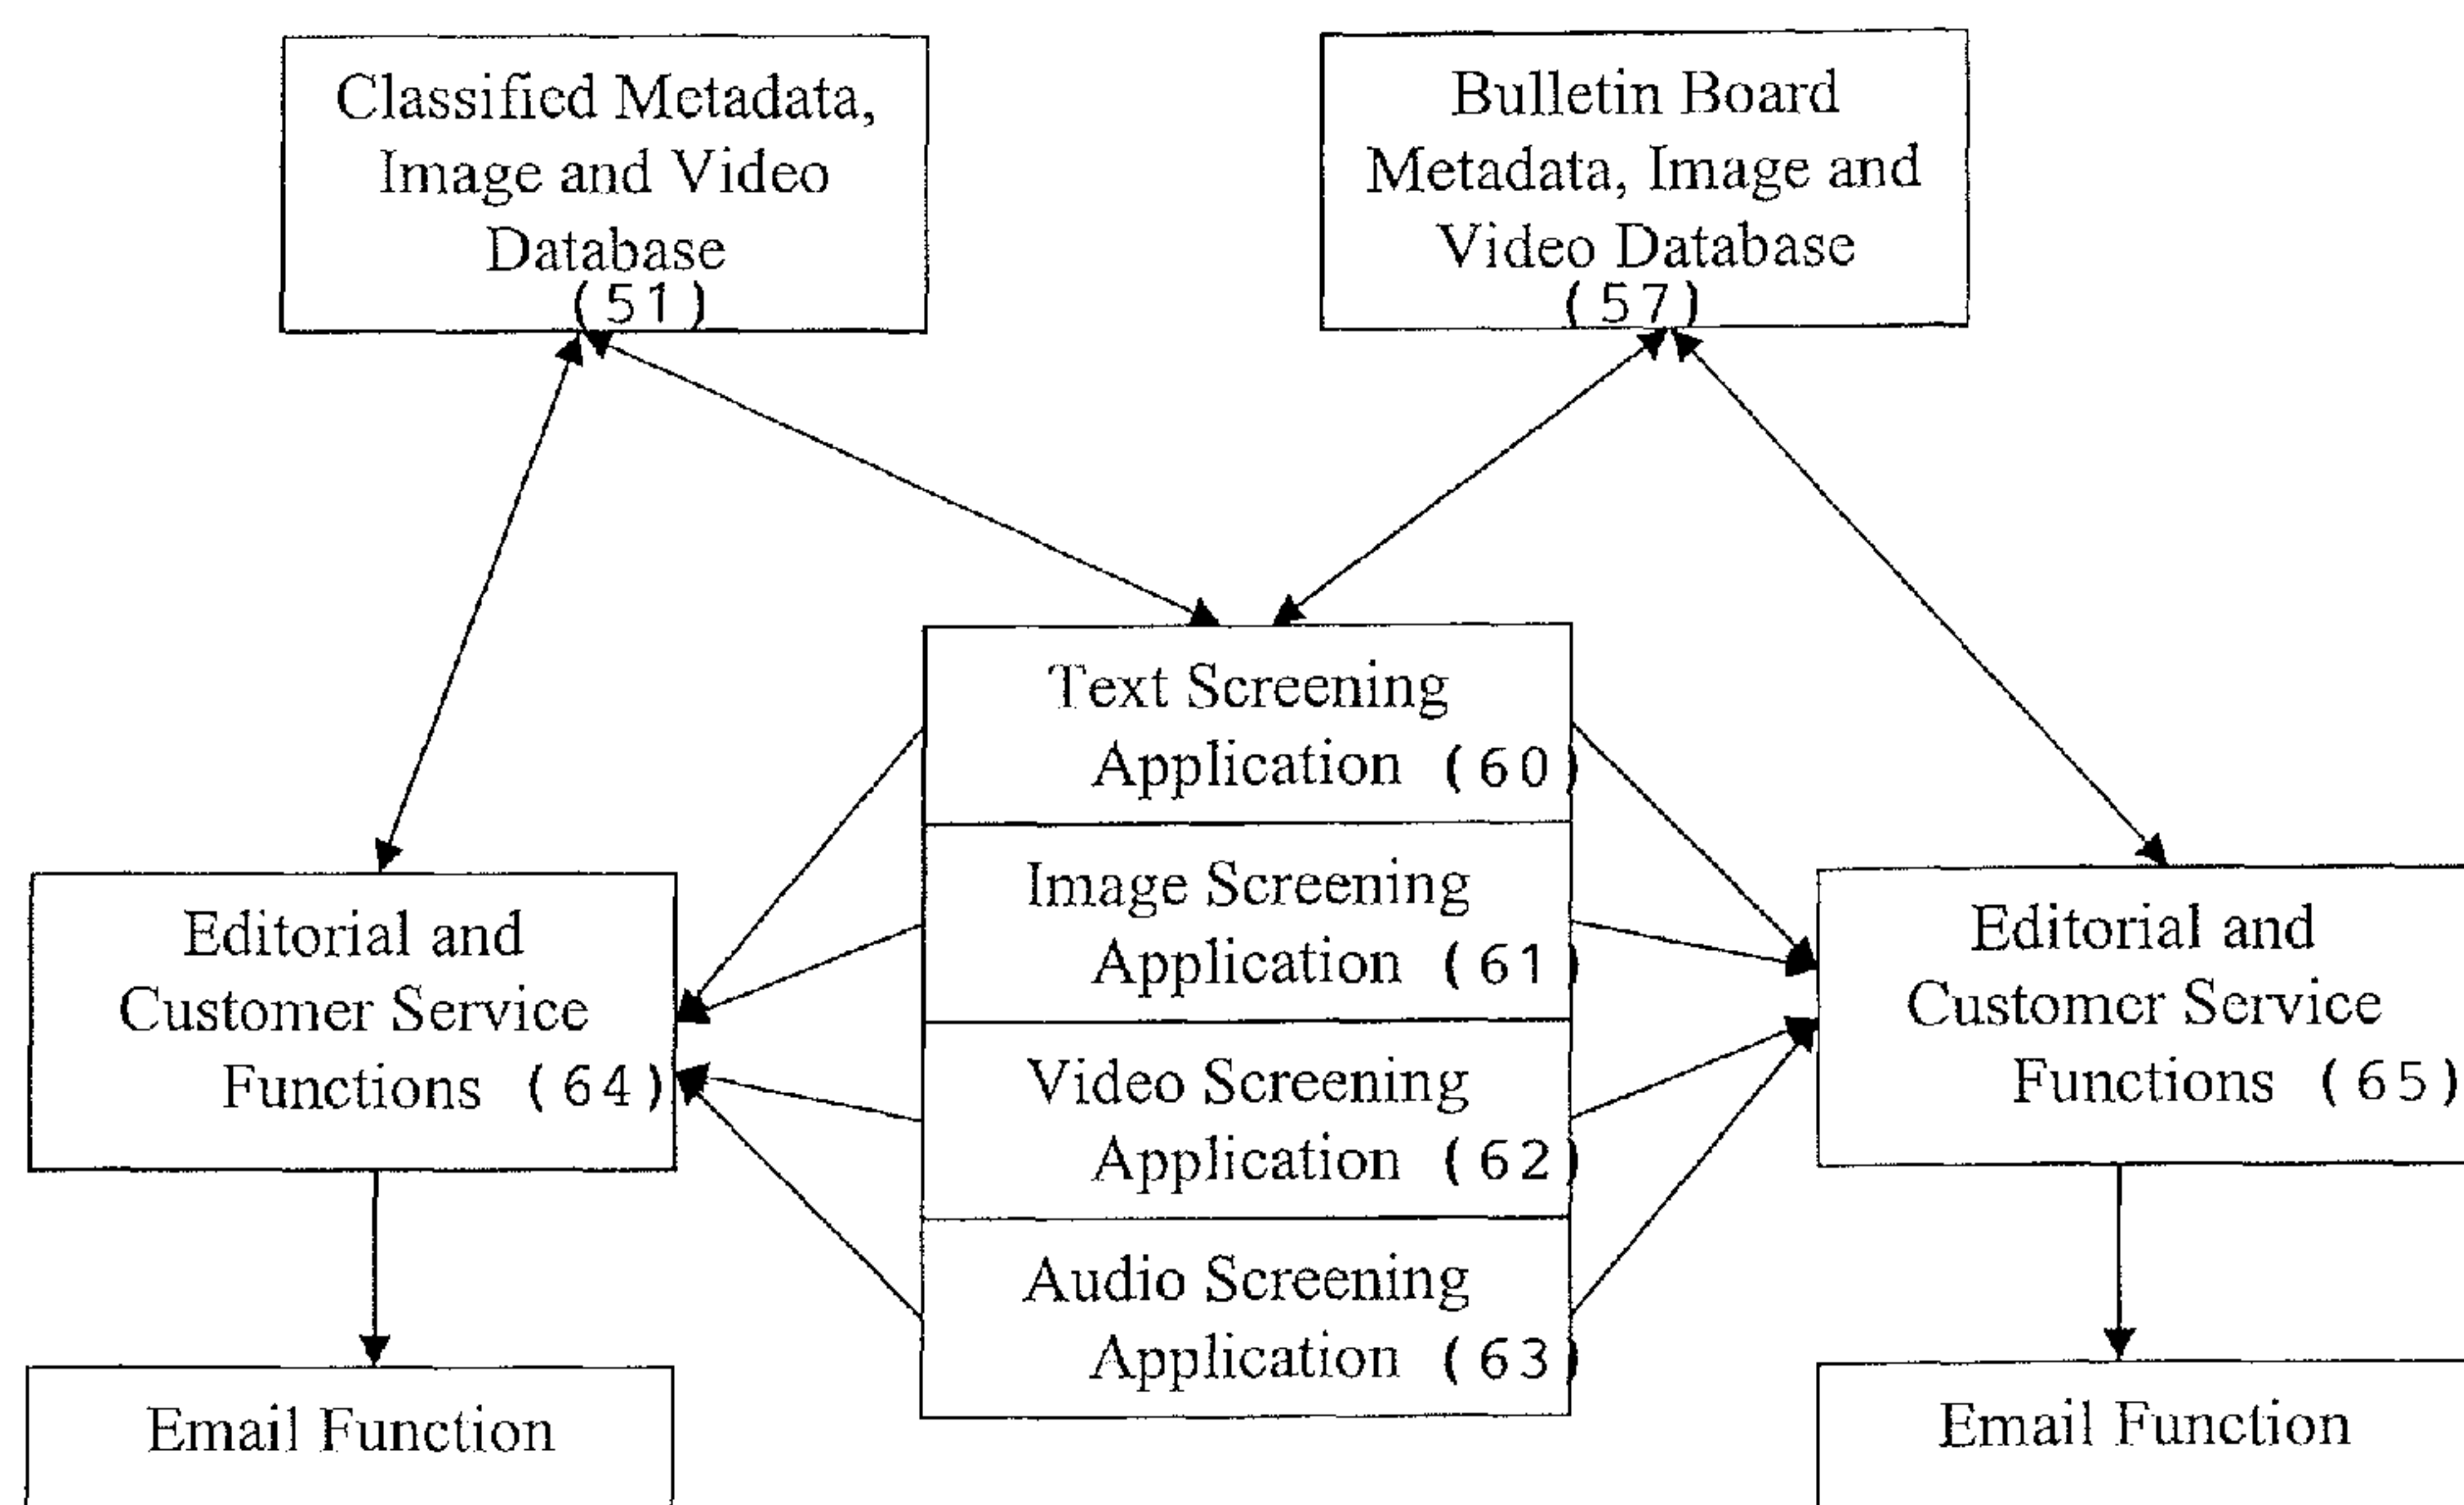 Classified Metadata,
Image and Video
Database
(51)
Bulletin Board
Metadata, Image and
Video Database
(57)
Text Screening
Application (60)
Image Screening
Application (61)
Video Screening
Application (62)
Audio Screening
Application (63)
Editorial and
Customer Service
Functions (64)
Editorial and
Customer Service
Functions (65)
Email Function
Email Function